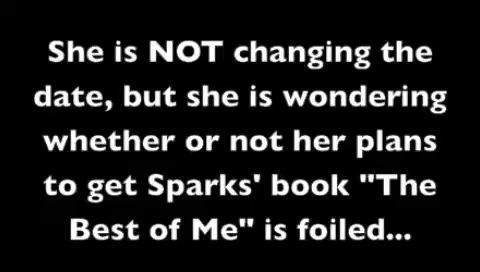 She is NOT changing the
date, but she is wondering
whether or not her plans
to get Sparks' book "The
Best of Me" is foiled...